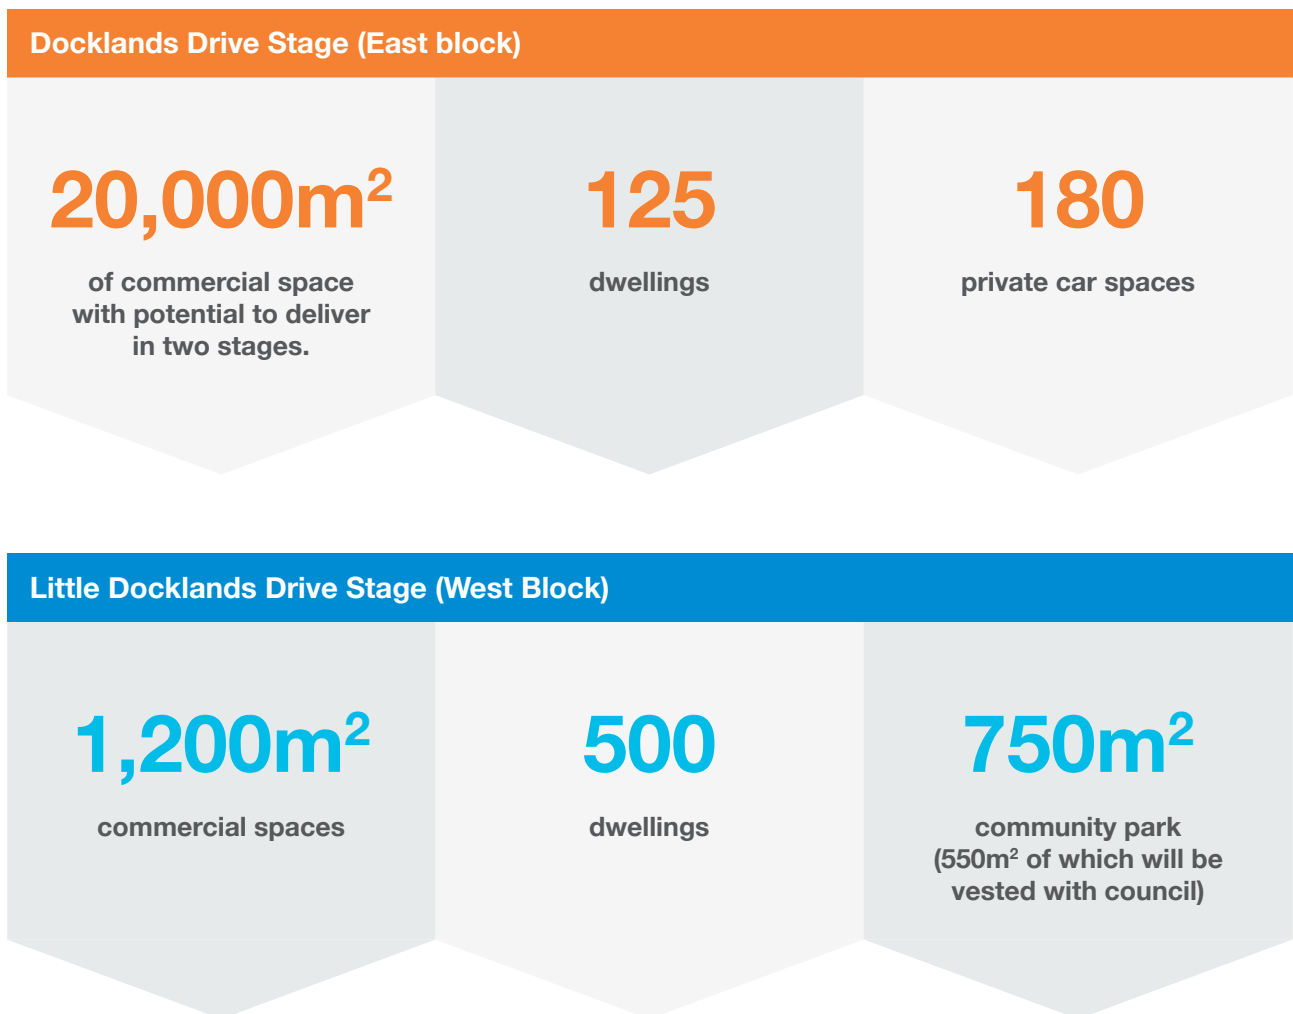 Docklands Drive Stage (East block)
20,000m²
of commercial space
with potential to deliver
in two stages.
125
dwellings
180
private car spaces
Little Docklands Drive Stage (West Block)
1,200m²
commercial spaces
500
dwellings
750m²
community park
(550m² of which will be
vested with council)